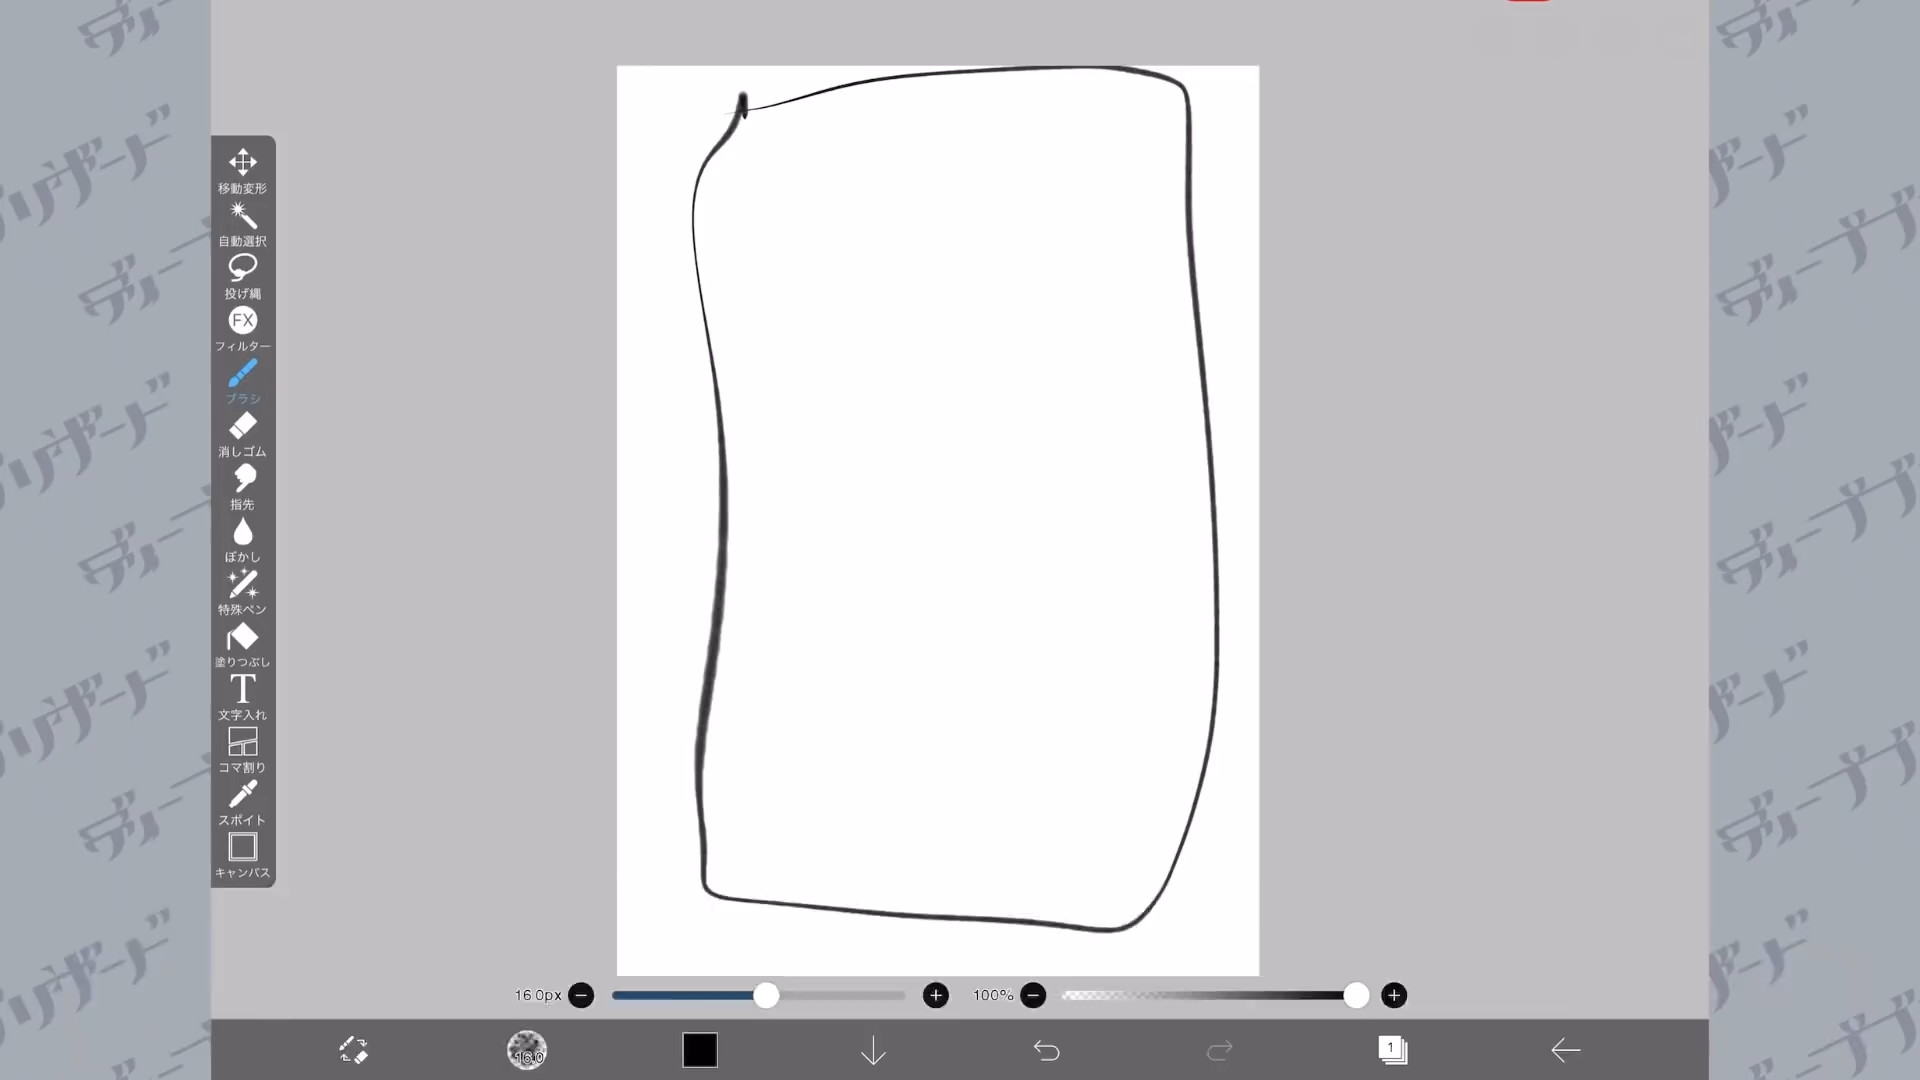 移動変形
自動選択
投げ縄
FX
フィルター
ブラシ
消しゴム
指先
ぼかし
特殊ペン
塗りつぶし
T
文字入れ
コマ割り
スポイト
キャンバス
16.0px
100%
16.0
1